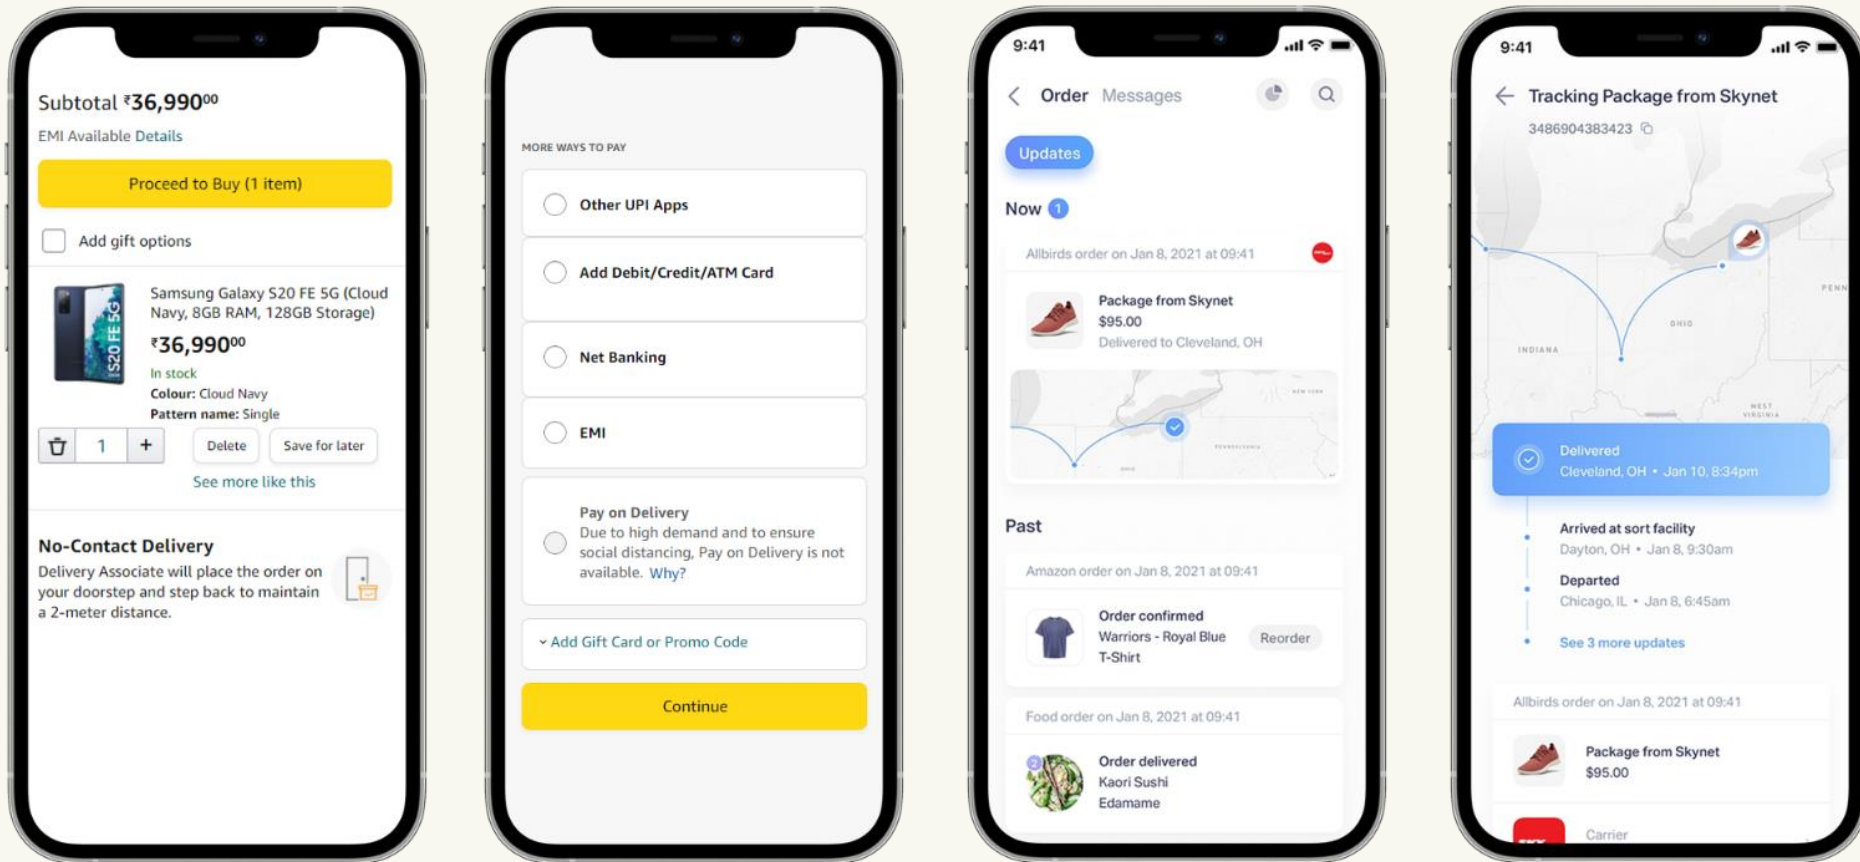 Subtotal ₹36,990⁰⁰
EMI Available Details
Proceed to Buy (1 item)
Add gift options
S20 FE 5G
Samsung Galaxy S20 FE 5G (Cloud
Navy, 8GB RAM, 128GB Storage)
₹36,990⁰⁰
In stock
Colour: Cloud Navy
Pattern name: Single
1 +
Delete
Save for later
See more like this
No-Contact Delivery
Delivery Associate will place the order on
your doorstep and step back to maintain
a 2-meter distance.
MORE WAYS TO PAY
Other UPI Apps
Add Debit/Credit/ATM Card
Net Banking
EMI
Pay on Delivery
Due to high demand and to ensure
social distancing, Pay on Delivery is not
available. Why?
Add Gift Card or Promo Code
Continue
9:41
Order Messages
Updates
Now 1
Allbirds order on Jan 8, 2021 at 09:41
Package from Skynet
$95.00
Delivered to Cleveland, OH
NEW YORK
PENNSYLVANIA
OHIO
Past
Amazon order on Jan 8, 2021 at 09:41
Order confirmed
Warriors - Royal Blue
T-Shirt
Reorder
Food order on Jan 8, 2021 at 09:41
2
Order delivered
Kaori Sushi
Edamame
9:41
Tracking Package from Skynet
3486904383423
PENN
OHIO
INDIANA
WEST
VIRGINIA
Delivered
Cleveland, OH • Jan 10, 8:34pm
Arrived at sort facility
Dayton, OH • Jan 8, 9:30am
Departed
Chicago, IL • Jan 8, 6:45am
See 3 more updates
Allbirds order on Jan 8, 2021 at 09:41
Package from Skynet
$95.00
Carrier